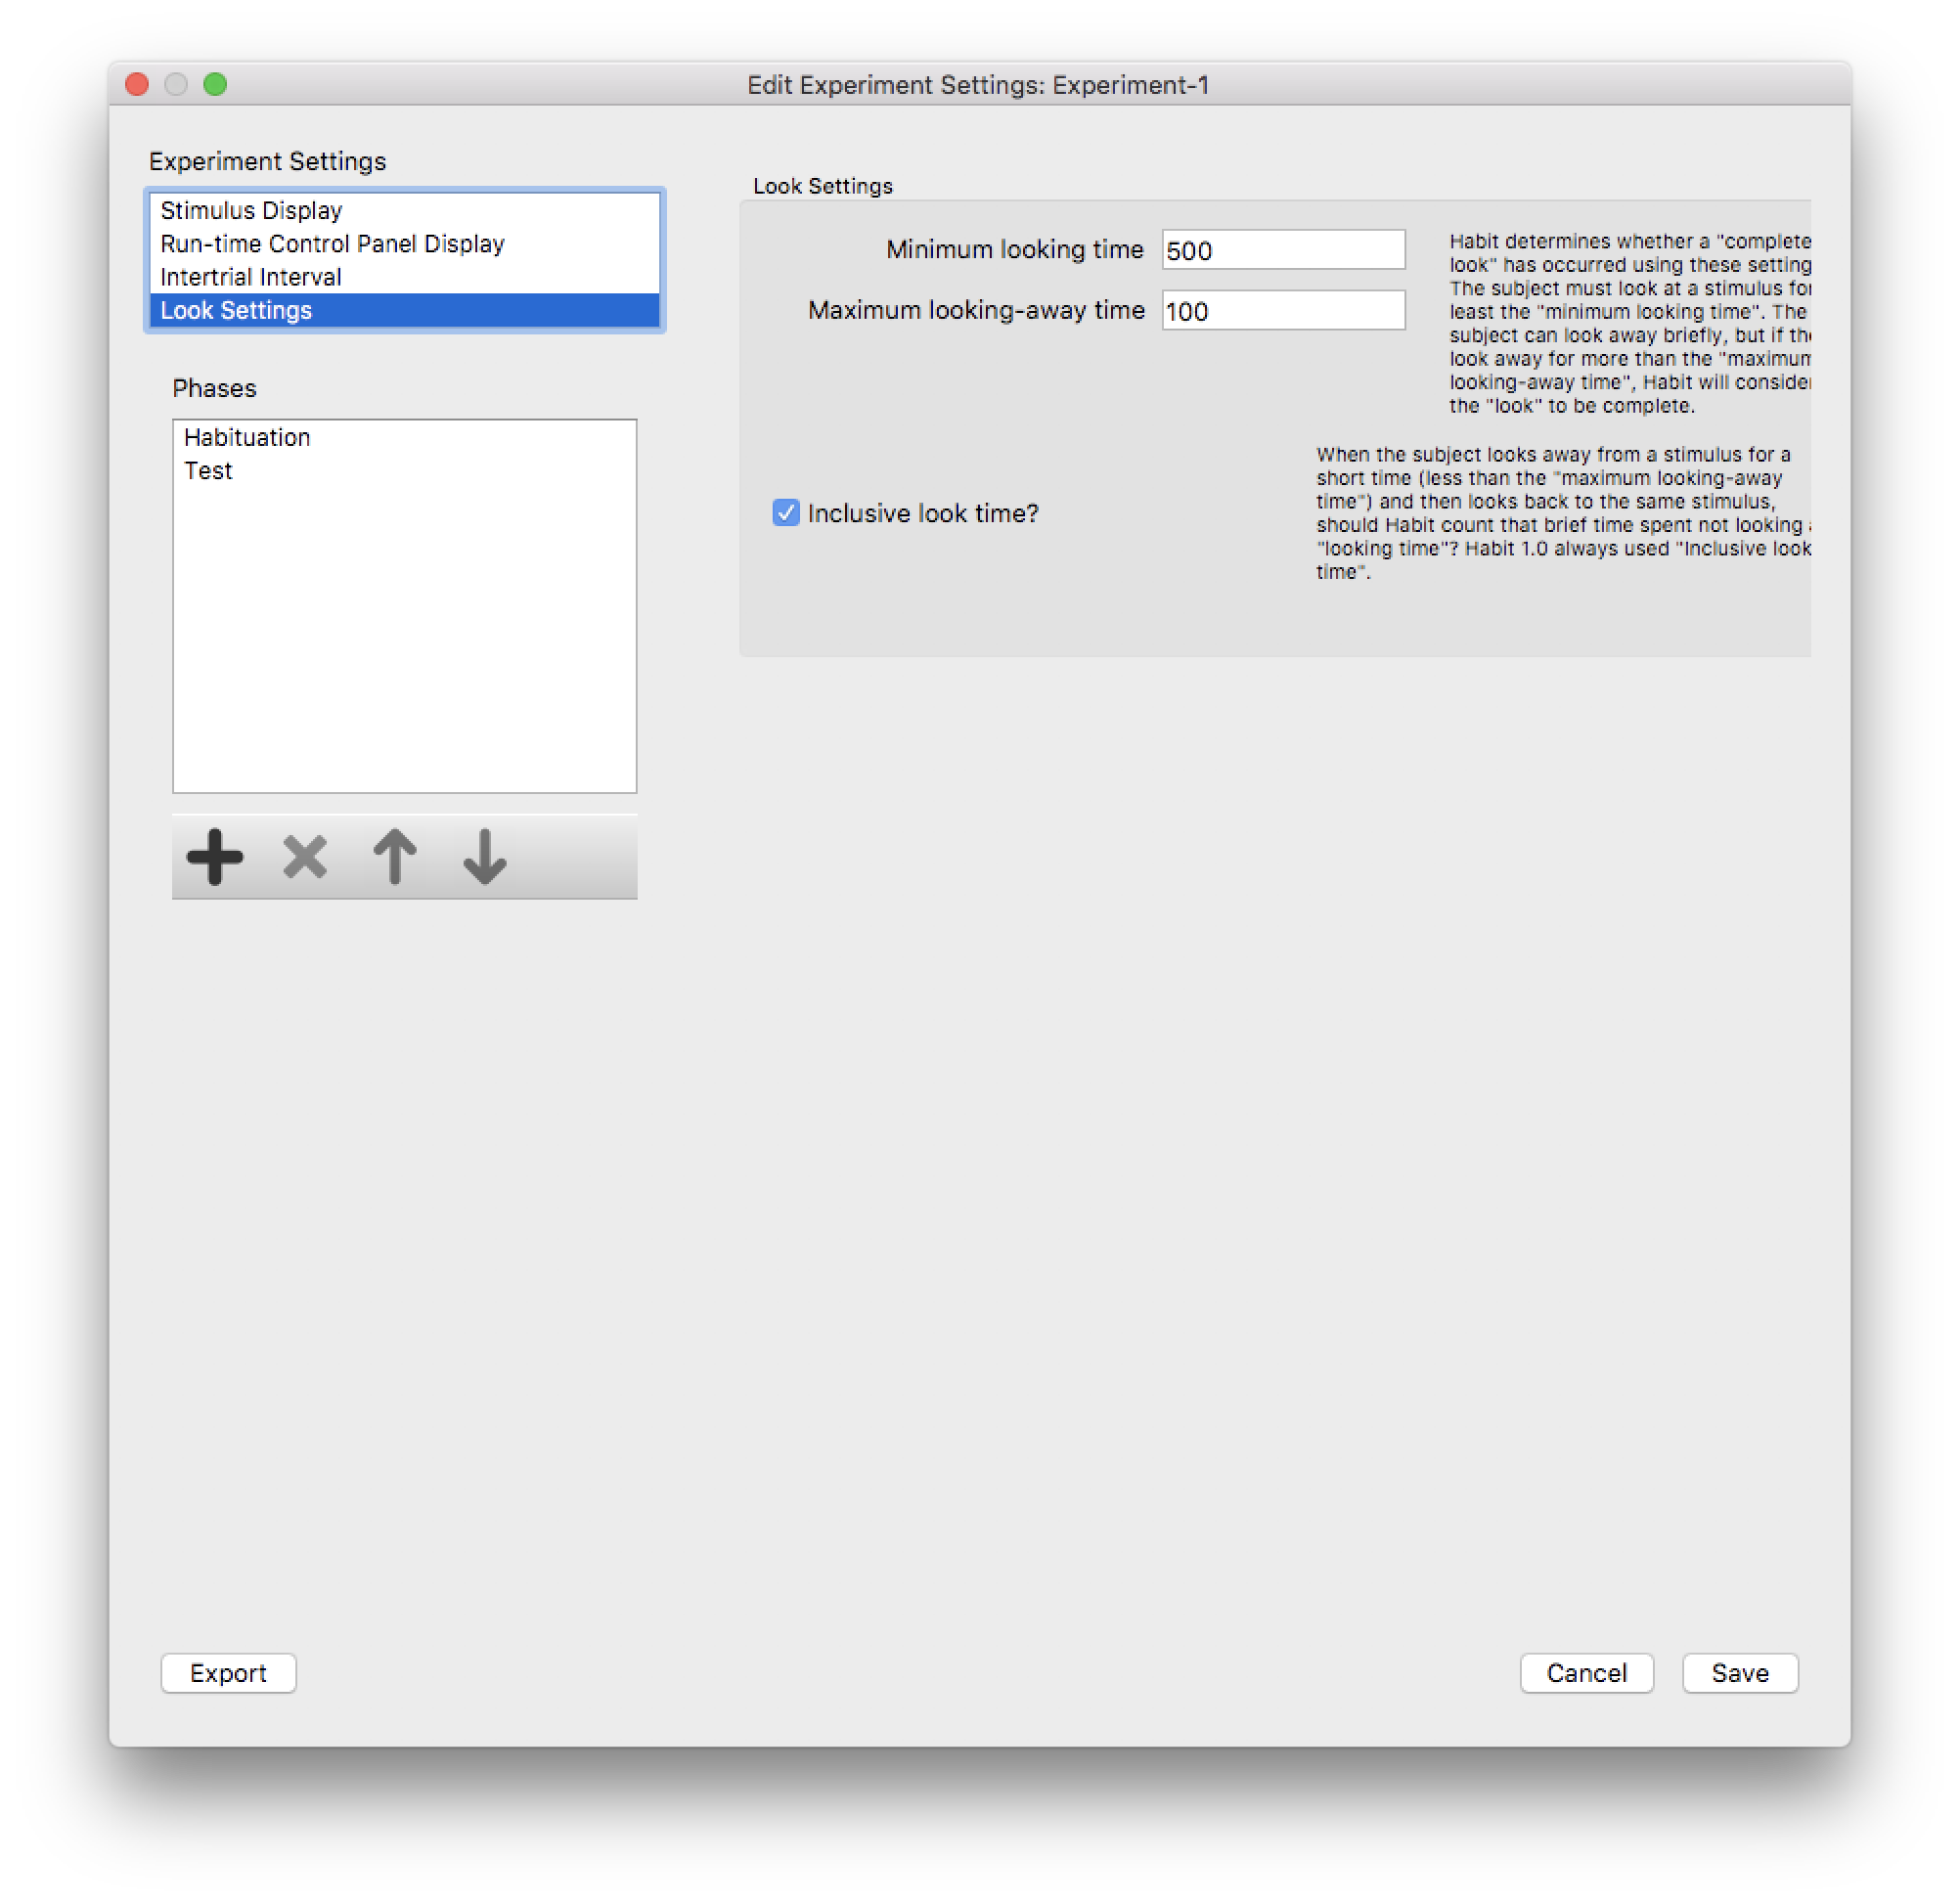 Edit Experiment Settings: Experiment-1
Experiment Settings
Stimulus Display
Run-time Control Panel Display
Intertrial Interval
Look Settings
Phases
Habituation
Test
Look Settings
Minimum looking time 500
Maximum looking-away time 100
Habit determines whether a "complete
look" has occurred using these setting
The subject must look at a stimulus for
least the "minimum looking time". The
subject can look away briefly, but if the
look away for more than the "maximum
looking-away time", Habit will consider
the "look" to be complete.
Inclusive look time?
When the subject looks away from a stimulus for a
short time (less than the "maximum looking-away
time") and then looks back to the same stimulus,
should Habit count that brief time spent not looking
"looking time"? Habit 1.0 always used "Inclusive look
time".
Export
Cancel
Save